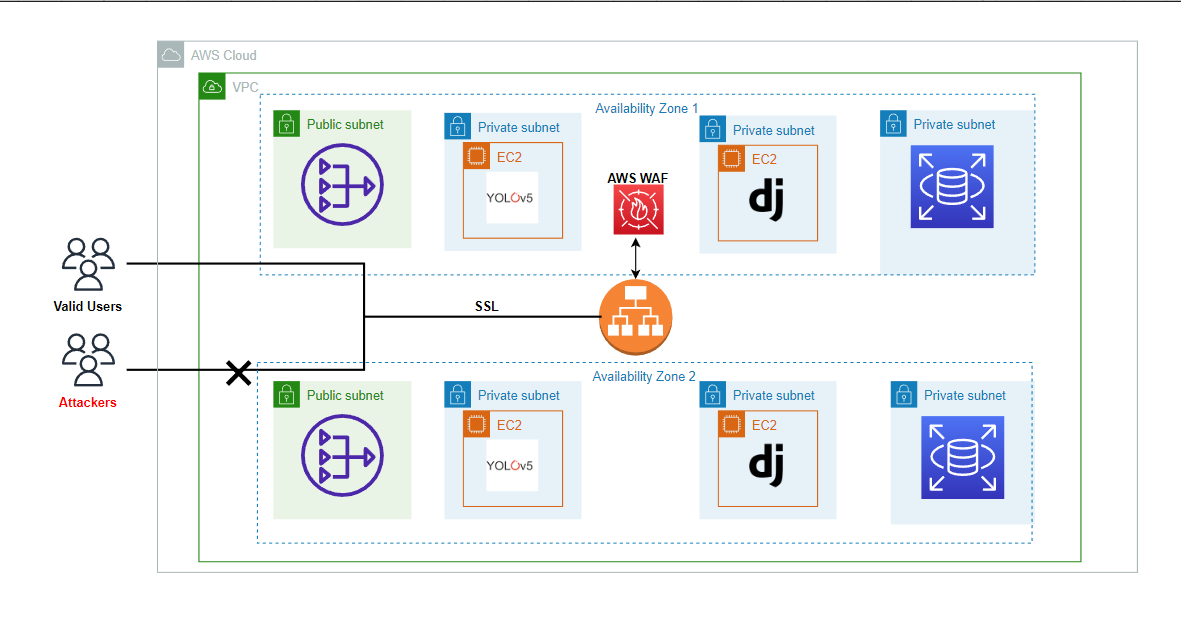 AWS Cloud
VPC
Availability Zone 1
Public subnet
Private subnet
EC2
YOLOv5
AWS WAF
Private subnet
EC2
dj
Private subnet
Valid Users
SSL
Attackers
Availability Zone 2
Public subnet
Private subnet
EC2
YOLOv5
Private subnet
EC2
dj
Private subnet